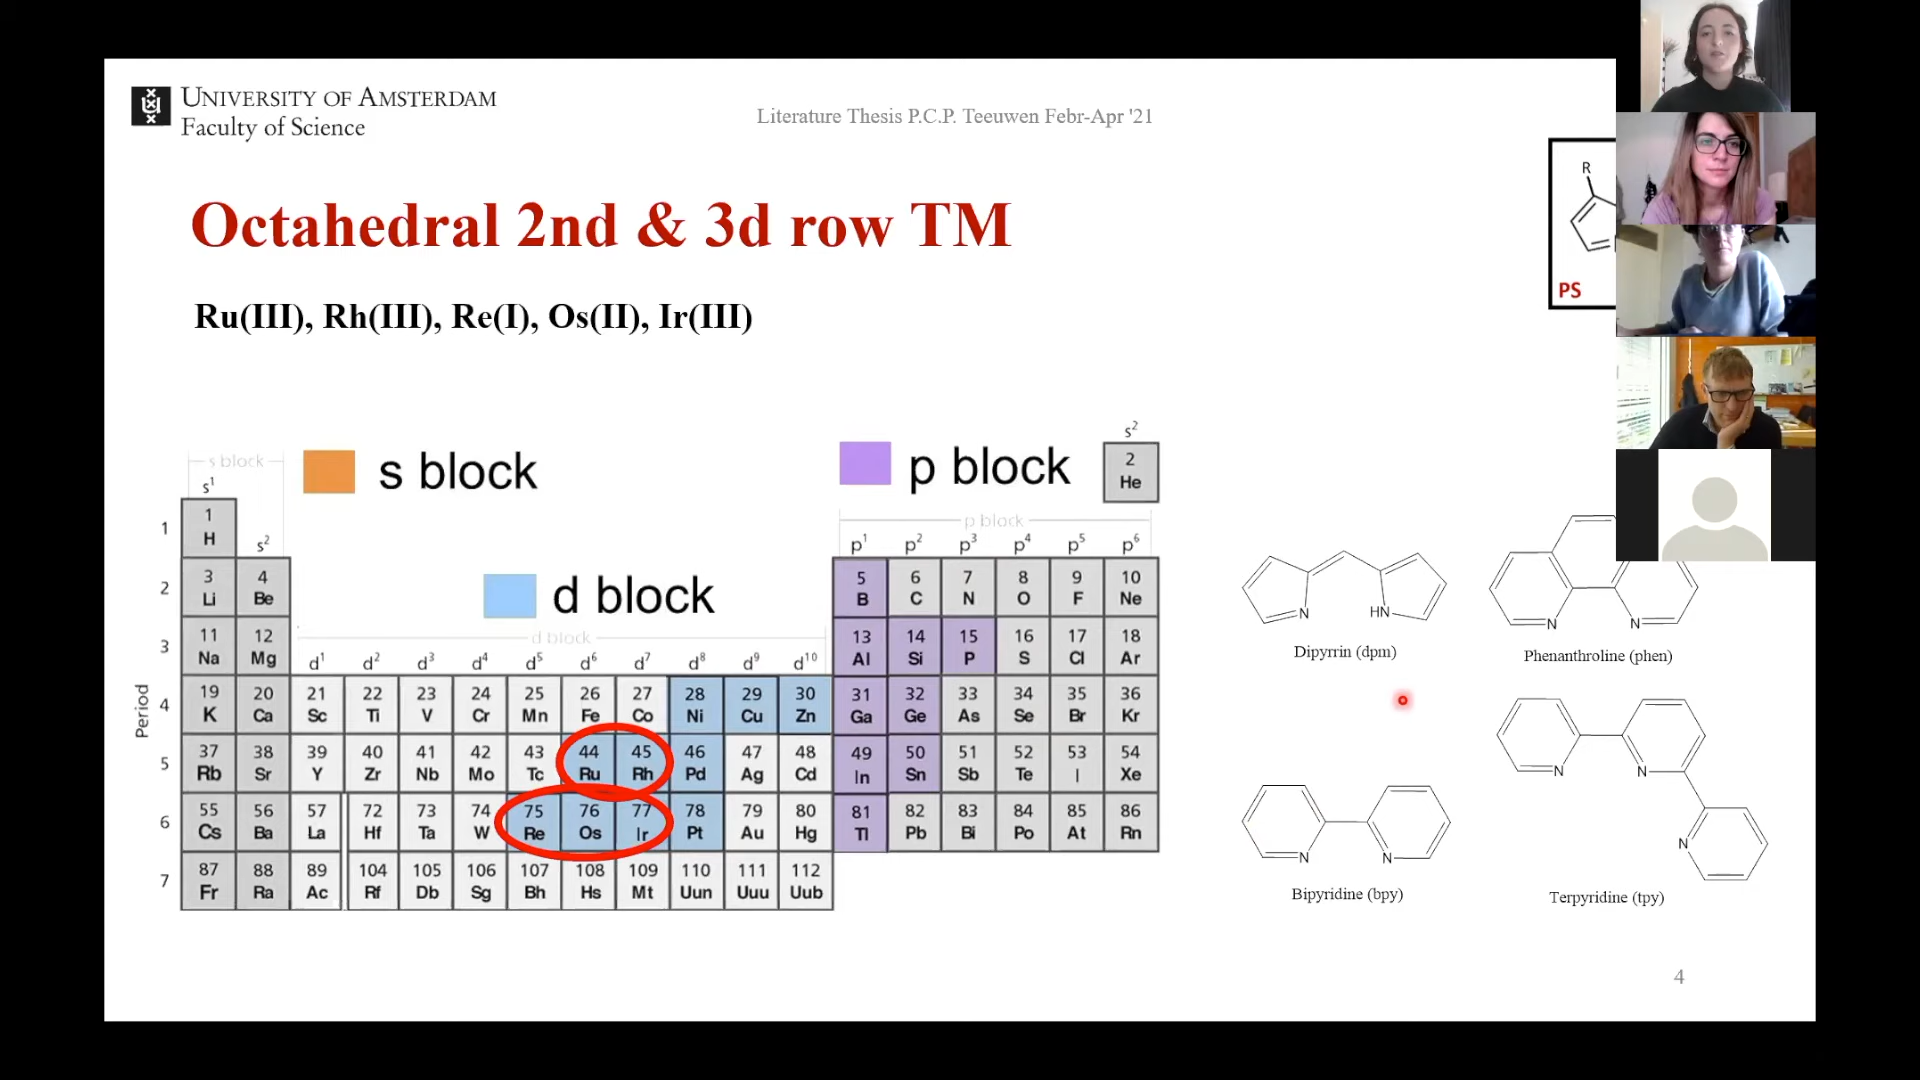 UNIVERSITY OF AMSTERDAM
Faculty of Science
Literature Thesis P.C.P. Teeuwen Febr-Apr '21
R
PS
Octahedral 2nd & 3d row TM
Ru(III), Rh(III), Re(I), Os(II), Ir(III)
s block
s block
p block
s²
2
He
s¹
1 H
s²
p block
p¹ p² p³ p⁴ p⁵ p⁶
d block
d block
d¹ d² d³ d⁴ d⁵ d⁶ d⁷ d⁸ d⁹ d¹⁰
Period
1
2
3 4 5 6 7 8 9 10
Li Be B C N O F Ne
3
11 12 13 14 15 16 17 18
Na Mg Al Si P S Cl Ar
4
19 20 21 22 23 24 25 26 27 28 29 30 31 32 33 34 35 36
K Ca Sc Ti V Cr Mn Fe Co Ni Cu Zn Ga Ge As Se Br Kr
5
37 38 39 40 41 42 43 44 45 46 47 48 49 50 51 52 53 54
Rb Sr Y Zr Nb Mo Tc Ru Rh Pd Ag Cd In Sn Sb Te I Xe
6
55 56 57 72 73 74 75 76 77 78 79 80 81 82 83 84 85 86
Cs Ba La Hf Ta W Re Os Ir Pt Au Hg Tl Pb Bi Po At Rn
7
87 88 89 104 105 106 107 108 109 110 111 112
Fr Ra Ac Rf Db Sg Bh Hs Mt Uun Uuu Uub
N HN
Dipyrrin (dpm)
N N
Phenanthroline (phen)
N N
Bipyridine (bpy)
N N
N
Terpyridine (tpy)
4